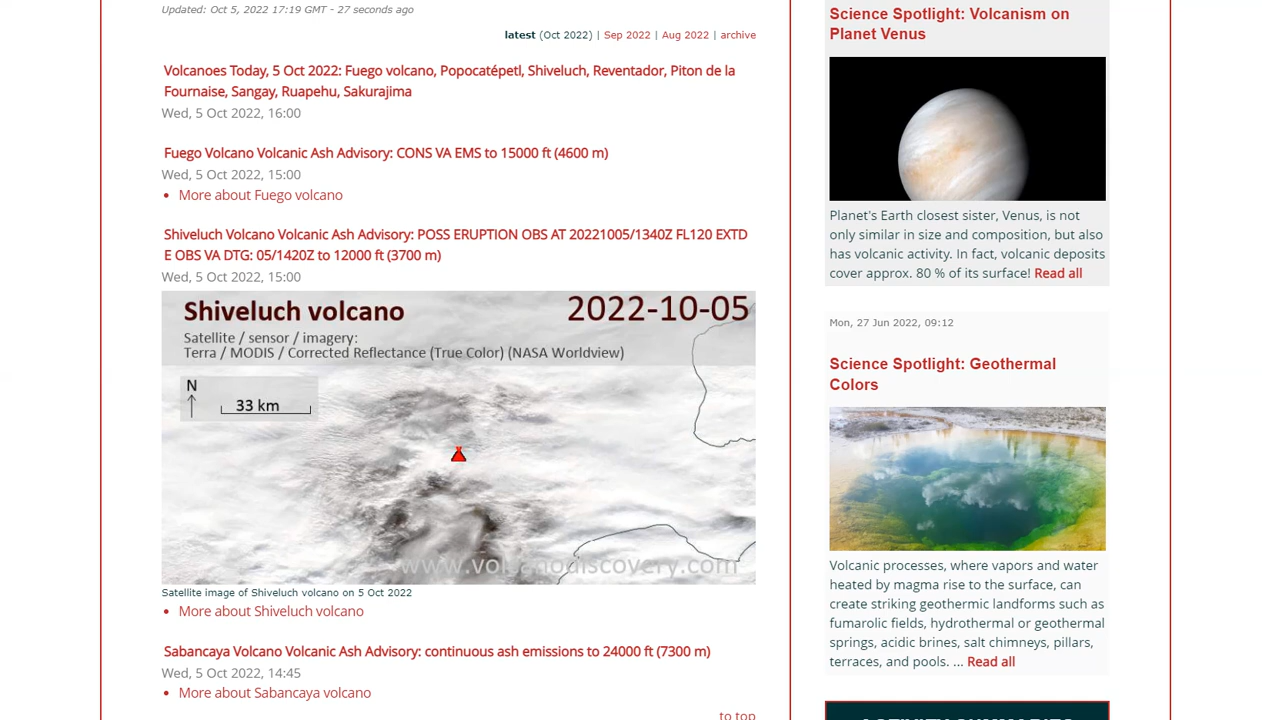 Updated: Oct 5, 2022 17:19 GMT - 27 seconds ago
latest (Oct 2022) | Sep 2022 | Aug 2022 | archive
Volcanoes Today, 5 Oct 2022: Fuego volcano, Popocatépetl, Shiveluch, Reventador, Piton de la
Fournaise, Sangay, Ruapehu, Sakurajima
Wed, 5 Oct 2022, 16:00
Fuego Volcano Volcanic Ash Advisory: CONS VA EMS to 15000 ft (4600 m)
Wed, 5 Oct 2022, 15:00
• More about Fuego volcano
Shiveluch Volcano Volcanic Ash Advisory: POSS ERUPTION OBS AT 20221005/1340Z FL120 EXTD
E OBS VA DTG: 05/1420Z to 12000 ft (3700 m)
Wed, 5 Oct 2022, 15:00
Shiveluch volcano
2022-10-05
Satellite / sensor / imagery:
Terra / MODIS / Corrected Reflectance (True Color) (NASA Worldview)
N
33 km
www.volcanodiscovery.com
Satellite image of Shiveluch volcano on 5 Oct 2022
• More about Shiveluch volcano
Sabancaya Volcano Volcanic Ash Advisory: continuous ash emissions to 24000 ft (7300 m)
Wed, 5 Oct 2022, 14:45
• More about Sabancaya volcano
to top
Science Spotlight: Volcanism on
Planet Venus
Planet's Earth closest sister, Venus, is not
only similar in size and composition, but also
has volcanic activity. In fact, volcanic deposits
cover approx. 80 % of its surface! Read all
Mon, 27 Jun 2022, 09:12
Science Spotlight: Geothermal
Colors
Volcanic processes, where vapors and water
heated by magma rise to the surface, can
create striking geothermic landforms such as
fumarolic fields, hydrothermal or geothermal
springs, acidic brines, salt chimneys, pillars,
terraces, and pools. ... Read all
ACTIVITY SUMMARIES